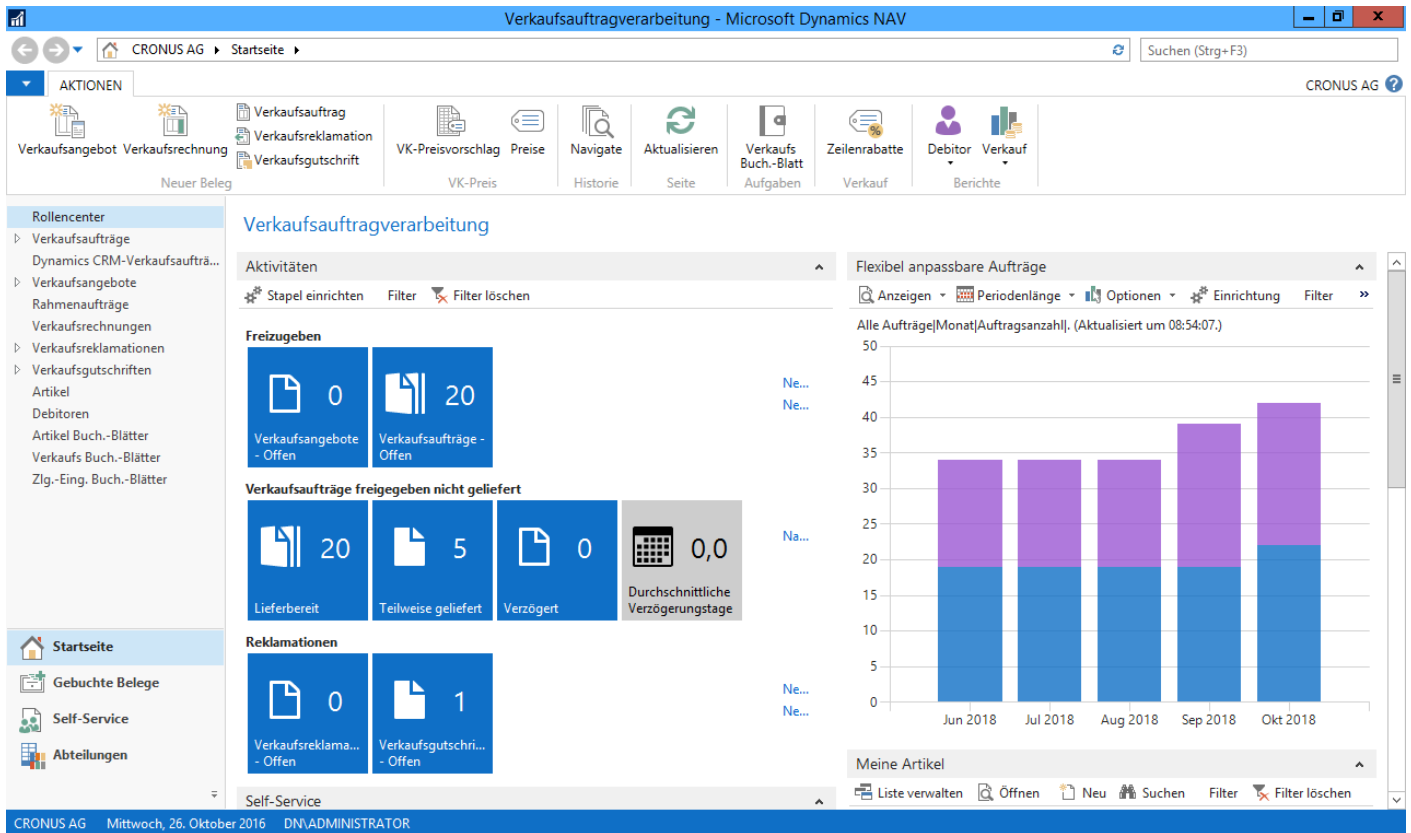 Verkaufsauftragverarbeitung - Microsoft Dynamics NAV
CRONUS AG Startseite
Suchen (Strg+F3)
AKTIONEN
CRONUS AG
Verkaufsangebot
Verkaufsrechnung
Verkaufsauftrag
Verkaufsreklamation
Verkaufsgutschrift
Neuer Beleg
VK-Preisvorschlag
Preise
VK-Preis
Navigate
Historie
Aktualisieren
Seite
Verkaufs
Buch.-Blatt
Aufgaben
Zeilenrabatte
Verkauf
Debitor
Verkauf
Berichte
Rollencenter
Verkaufsaufträge
Dynamics CRM-Verkaufsaufträ...
Verkaufsangebote
Rahmenaufträge
Verkaufsrechnungen
Verkaufsreklamationen
Verkaufsgutschriften
Artikel
Debitoren
Artikel Buch.-Blätter
Verkaufs Buch.-Blätter
Zlg.-Eing. Buch.-Blätter
Startseite
Gebuchte Belege
Self-Service
Abteilungen
Verkaufsauftragverarbeitung
Aktivitäten
Stapel einrichten Filter Filter löschen
Freizugeben
0
Verkaufsangebote
- Offen
20
Verkaufsaufträge -
Offen
Ne...
Ne...
Verkaufsaufträge freigegeben nicht geliefert
20
Lieferbereit
5
Teilweise geliefert
0
Verzögert
0,0
Durchschnittliche
Verzögerungstage
Na...
Reklamationen
0
Verkaufsreklama...
- Offen
1
Verkaufsgutschri...
- Offen
Ne...
Ne...
Self-Service
Flexibel anpassbare Aufträge
Anzeigen Periodenlänge Optionen Einrichtung Filter »
Alle Aufträge|Monat|Auftragsanzahl|. (Aktualisiert um 08:54:07.)
50
45
40
35
30
25
20
15
10
5
0
Jun 2018 Jul 2018 Aug 2018 Sep 2018 Okt 2018
Meine Artikel
Liste verwalten Öffnen Neu Suchen Filter Filter löschen
CRONUS AG Mittwoch, 26. Oktober 2016 DN\ADMINISTRATOR